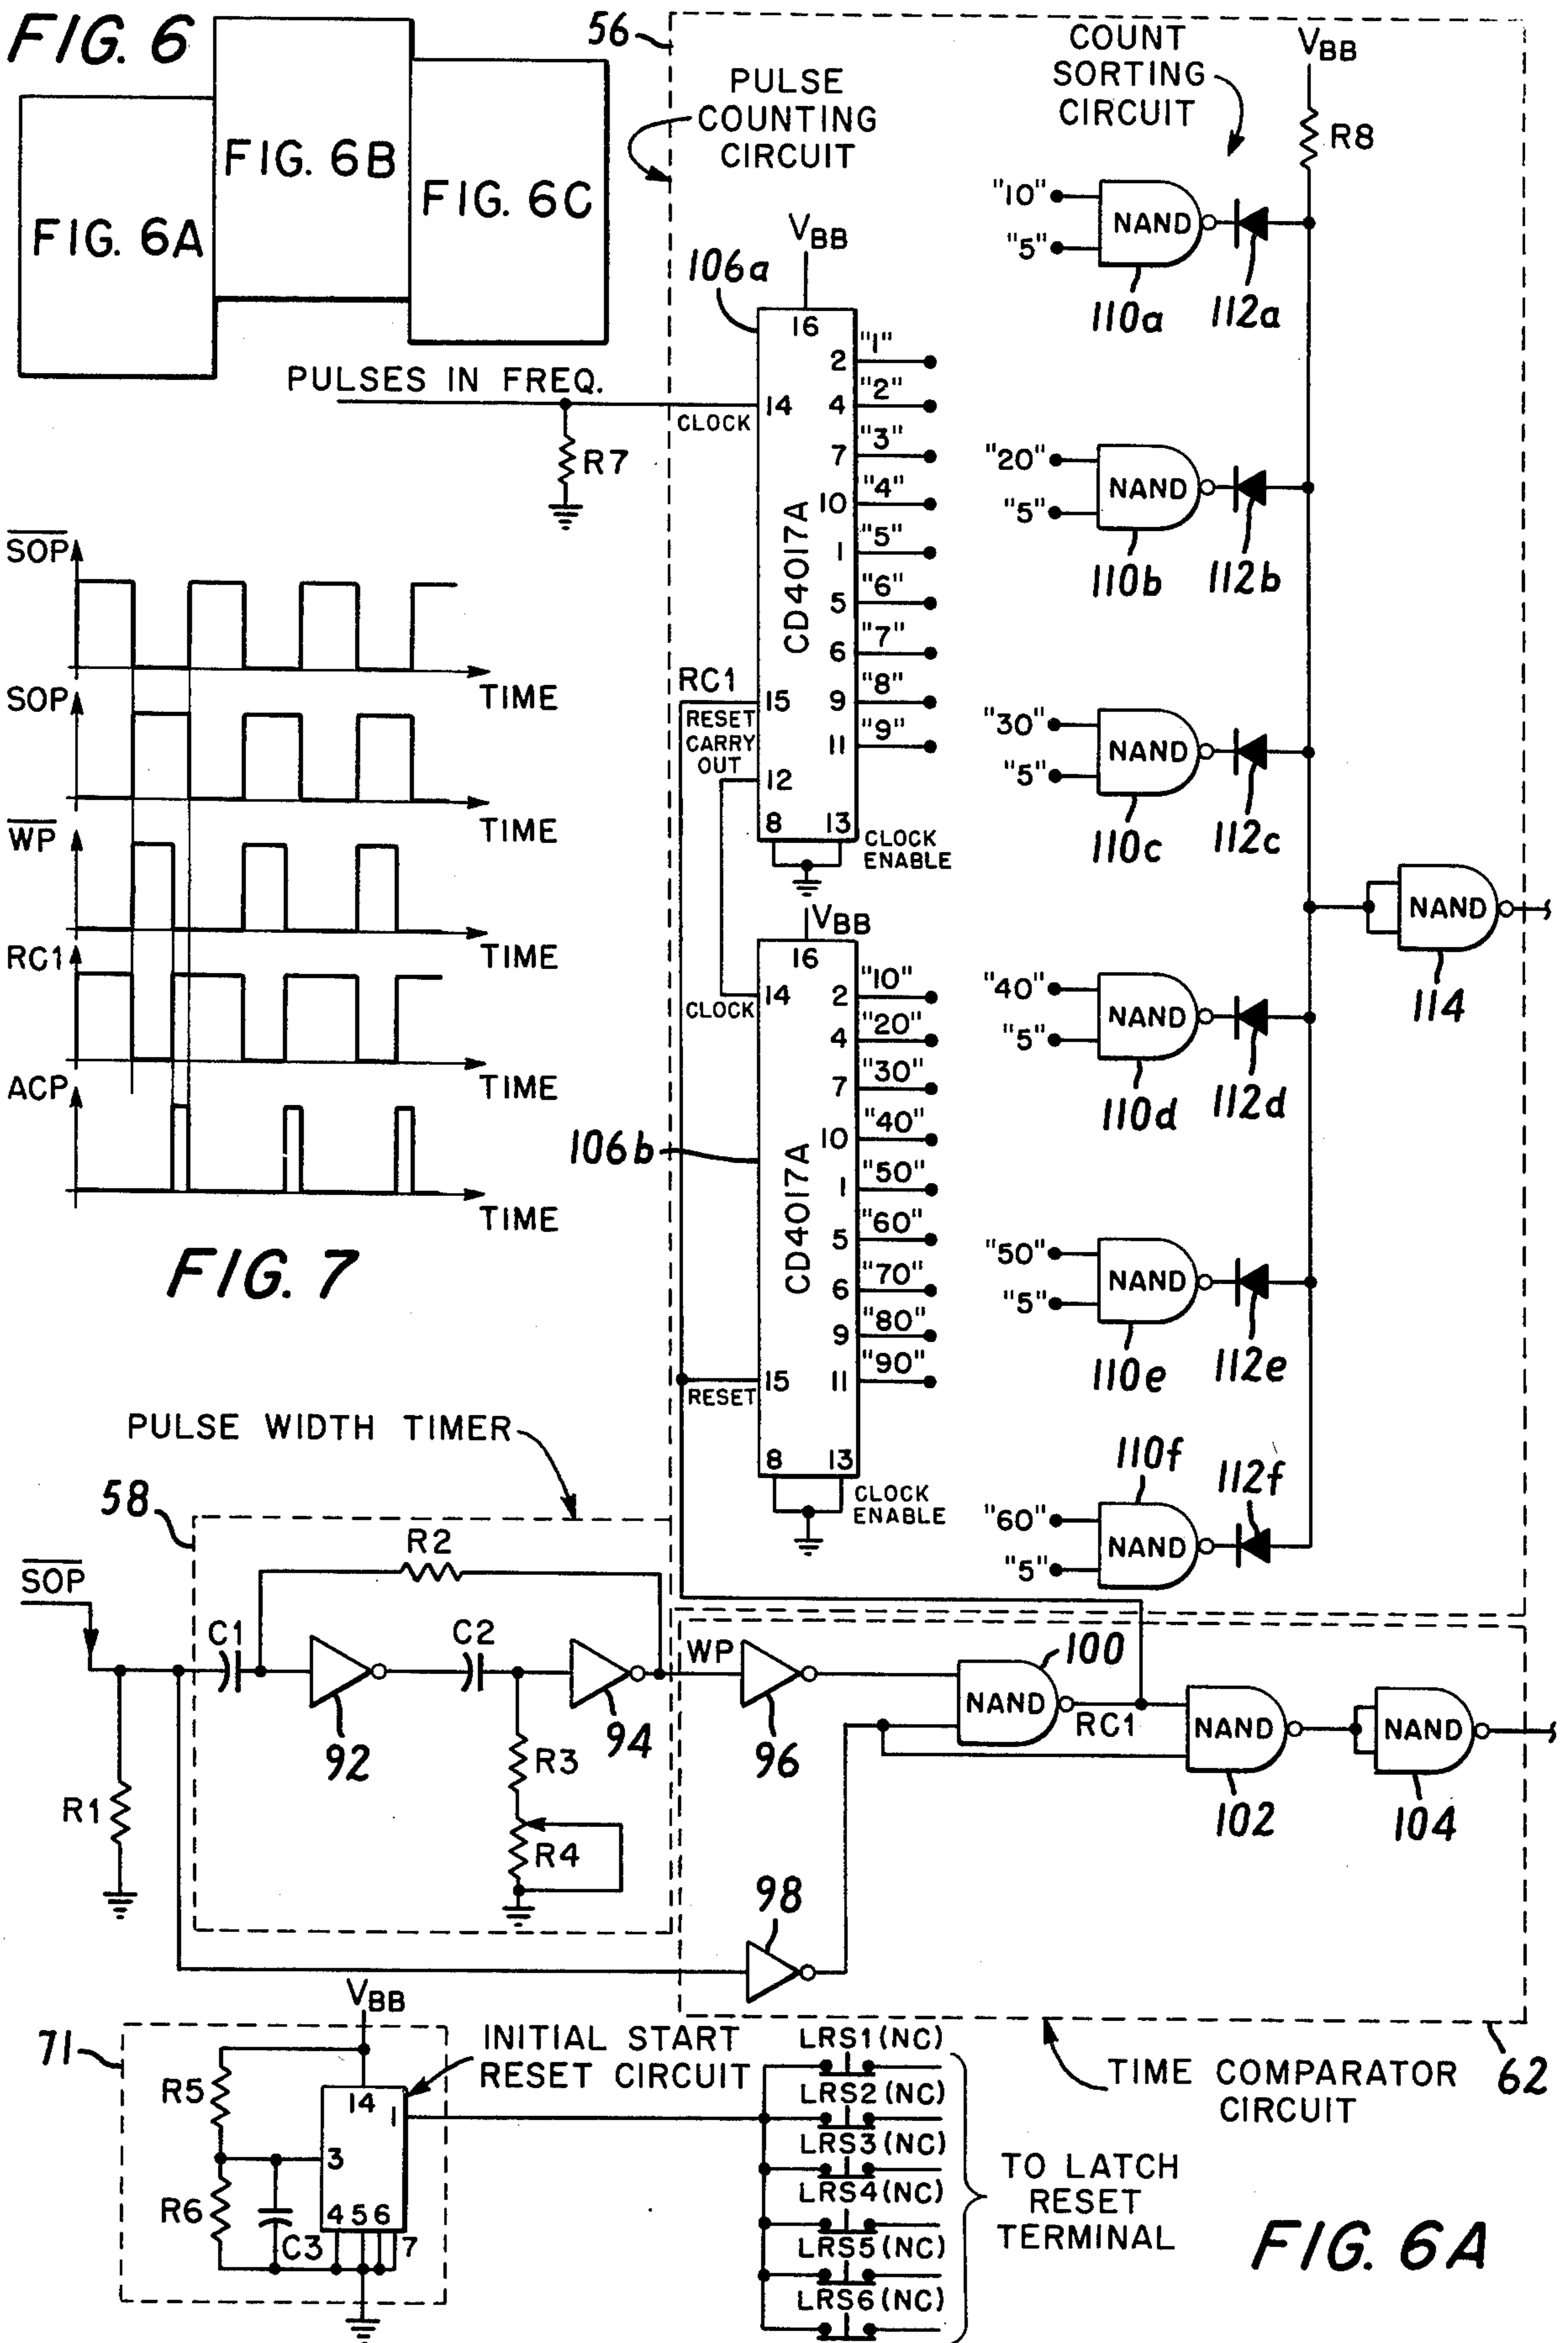 FIG. 6
FIG. 6A
FIG. 6B
FIG. 6C
56
PULSE
COUNTING
CIRCUIT
COUNT
SORTING
CIRCUIT
VBB
R8
"10"
"5"
NAND
110a
112a
"20"
"5"
NAND
110b
112b
"30"
"5"
NAND
110c
112c
"40"
"5"
NAND
110d
112d
"50"
"5"
NAND
110e
112e
"60"
"5"
NAND
110f
112f
NAND
114
PULSES IN FREQ.
R7
VBB
106a
16
CLOCK
14
CD4017A
2 "1"
4 "2"
7 "3"
10 "4"
1 "5"
5 "6"
6 "7"
9 "8"
11 "9"
RC1
15
RESET
CARRY
OUT
12
8
13
CLOCK
ENABLE
VBB
106b
16
CLOCK
14
CD4017A
2 "10"
4 "20"
7 "30"
10 "40"
1 "50"
5 "60"
6 "70"
9 "80"
11 "90"
RESET
15
8
13
CLOCK
ENABLE
S̅O̅P̅
TIME
SOP
TIME
W̅P̅
TIME
RC1
TIME
ACP
TIME
FIG. 7
PULSE WIDTH TIMER
58
S̅O̅P̅
R1
C1
R2
92
C2
94
R3
R4
WP
96
98
NAND
100
RC1
NAND
102
NAND
104
TIME COMPARATOR
CIRCUIT
62
71
VBB
INITIAL START
RESET CIRCUIT
R5
R6
C3
14
1
3
4 5 6
7
LRS1 (NC)
LRS2 (NC)
LRS3 (NC)
LRS4 (NC)
LRS5 (NC)
LRS6 (NC)
TO LATCH
RESET
TERMINAL
FIG. 6A